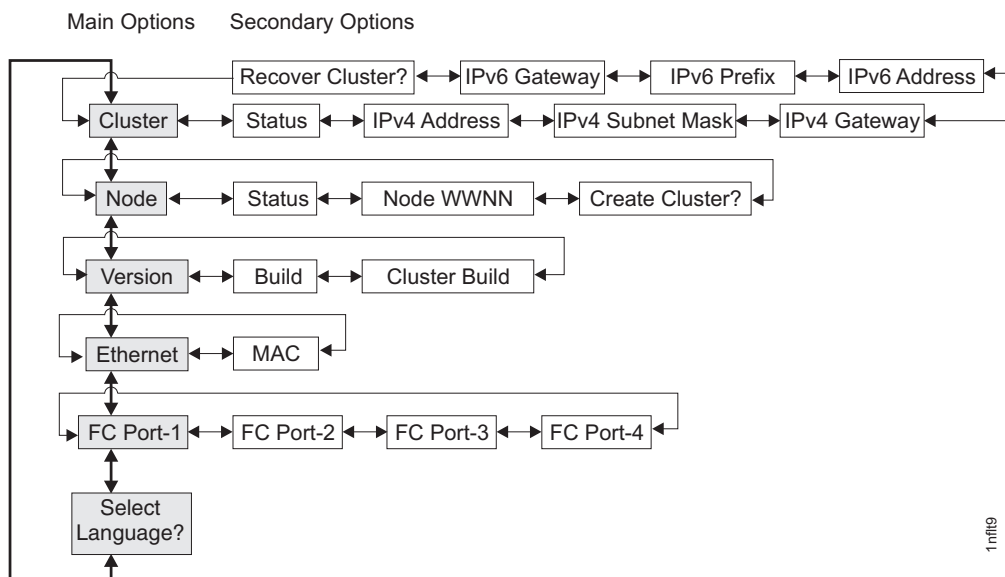 Main Options Secondary Options
Recover Cluster? IPv6 Gateway IPv6 Prefix IPv6 Address
Cluster Status IPv4 Address IPv4 Subnet Mask IPv4 Gateway
Node Status Node WWNN Create Cluster?
Version Build Cluster Build
Ethernet MAC
FC Port-1 FC Port-2 FC Port-3 FC Port-4
Select
Language?
1nflt9